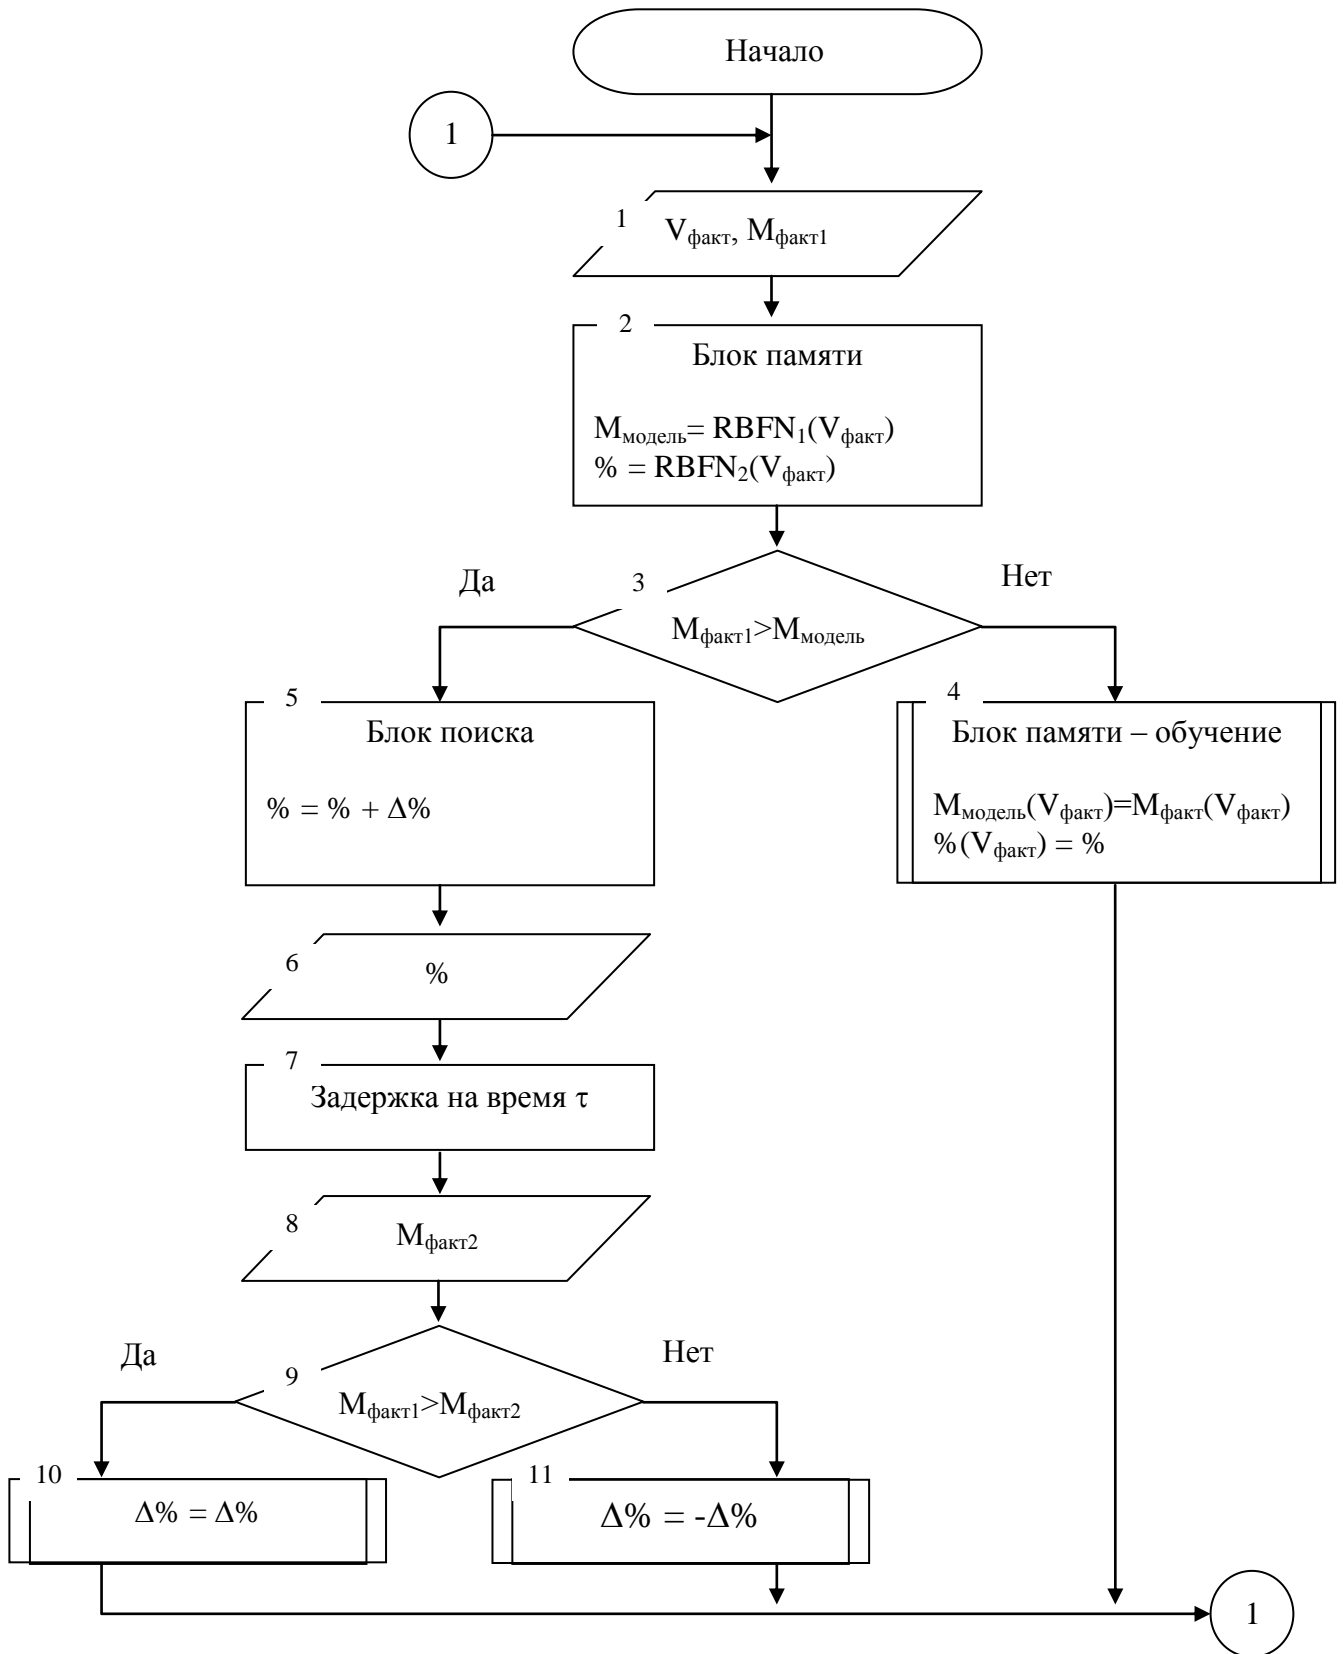 Начало
1
1
V факт, M факт1
2
Блок памяти
M модель= RBFN1(V факт)
% = RBFN2(V факт)
Да
3
Нет
M факт1>M модель
5
Блок поиска
% = % + Δ%
4
Блок памяти – обучение
M модель(V факт)=M факт(V факт)
%(V факт) = %
6
%
7
Задержка на время τ
8
M факт2
Да
9
Нет
M факт1>M факт2
10
Δ% = Δ%
11
Δ% = -Δ%
1